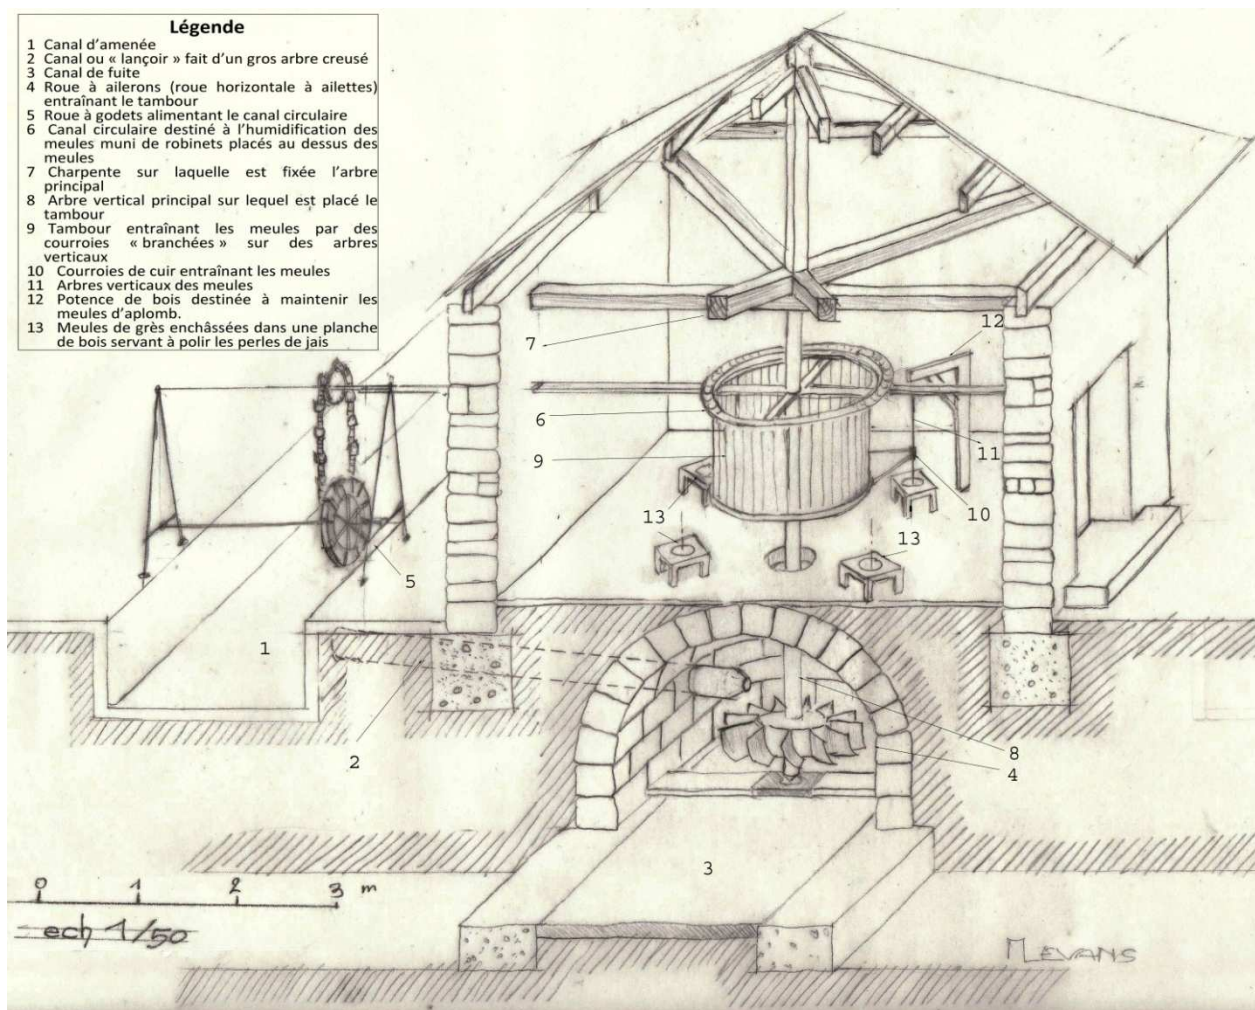 Légende
1 Canal d'amenée
2 Canal ou « lançoir » fait d'un gros arbre creusé
3 Canal de fuite
4 Roue à ailerons (roue horizontale à ailettes)
entraînant le tambour
5 Roue à godets alimentant le canal circulaire
6 Canal circulaire destiné à l'humidification des
meules muni de robinets placés au dessus des
meules
7 Charpente sur laquelle est fixée l'arbre
principal
8 Arbre vertical principal sur lequel est placé le
tambour
9 Tambour entraînant les meules par des
courroies « branchées » sur des arbres
verticaux
10 Courroies de cuir entraînant les meules
11 Arbres verticaux des meules
12 Potence de bois destinée à maintenir les
meules d'aplomb.
13 Meules de grès enchâssées dans une planche
de bois servant à polir les perles de jais
12
7
6
11
9
13
10
13
5
1
8
2
4
3
0 1 2 3 m
ech 1/50
M LEVANS